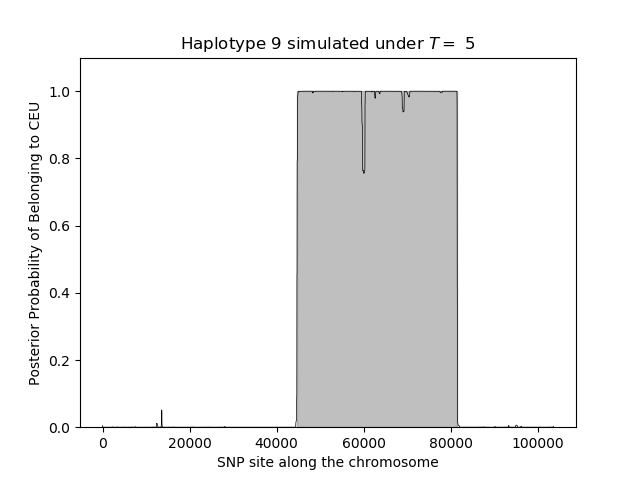 Haplotype 9 simulated under T = 5
Posterior Probability of Belonging to CEU
1.0
0.8
0.6
0.4
0.2
0.0
0 20000 40000 60000 80000 100000
SNP site along the chromosome